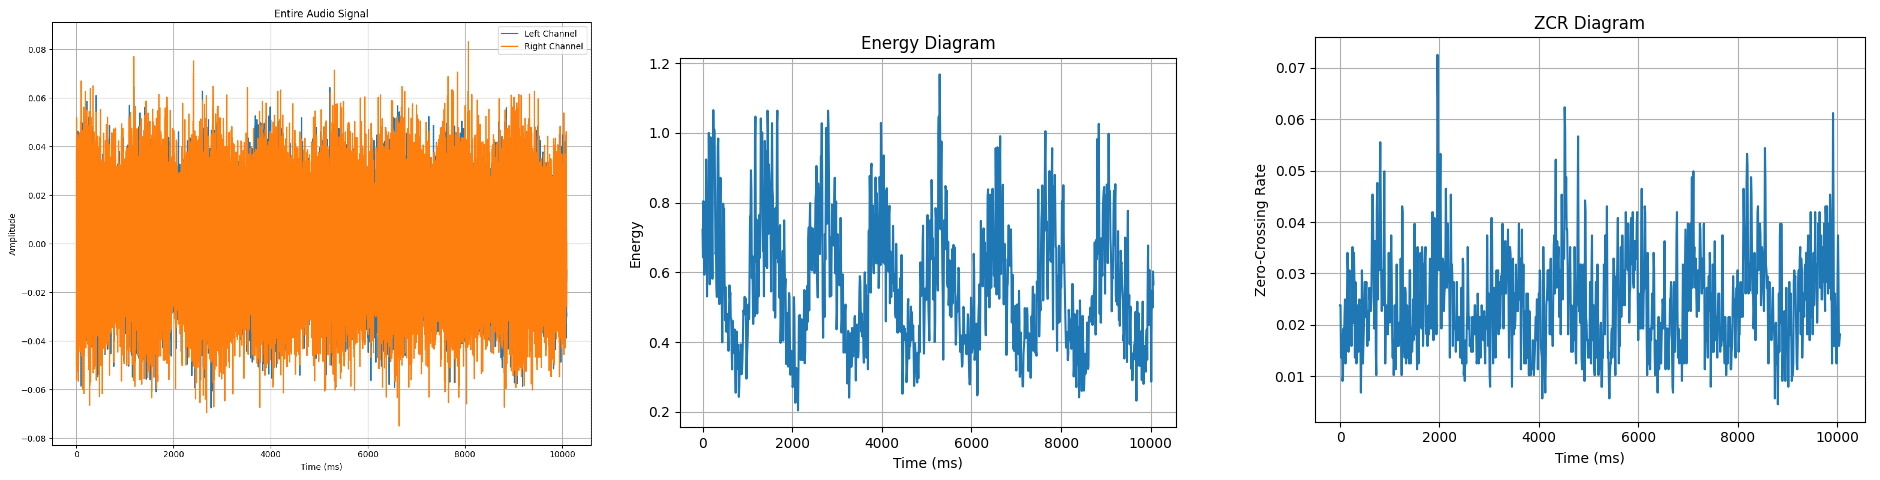 Entire Audio Signal
Left Channel
Right Channel
Amplitude
0.08
0.06
0.04
0.02
0.00
−0.02
−0.04
−0.06
−0.08
0 2000 4000 6000 8000 10000
Time (ms)
Energy Diagram
Energy
1.2
1.0
0.8
0.6
0.4
0.2
0 2000 4000 6000 8000 10000
Time (ms)
ZCR Diagram
Zero-Crossing Rate
0.07
0.06
0.05
0.04
0.03
0.02
0.01
0 2000 4000 6000 8000 10000
Time (ms)